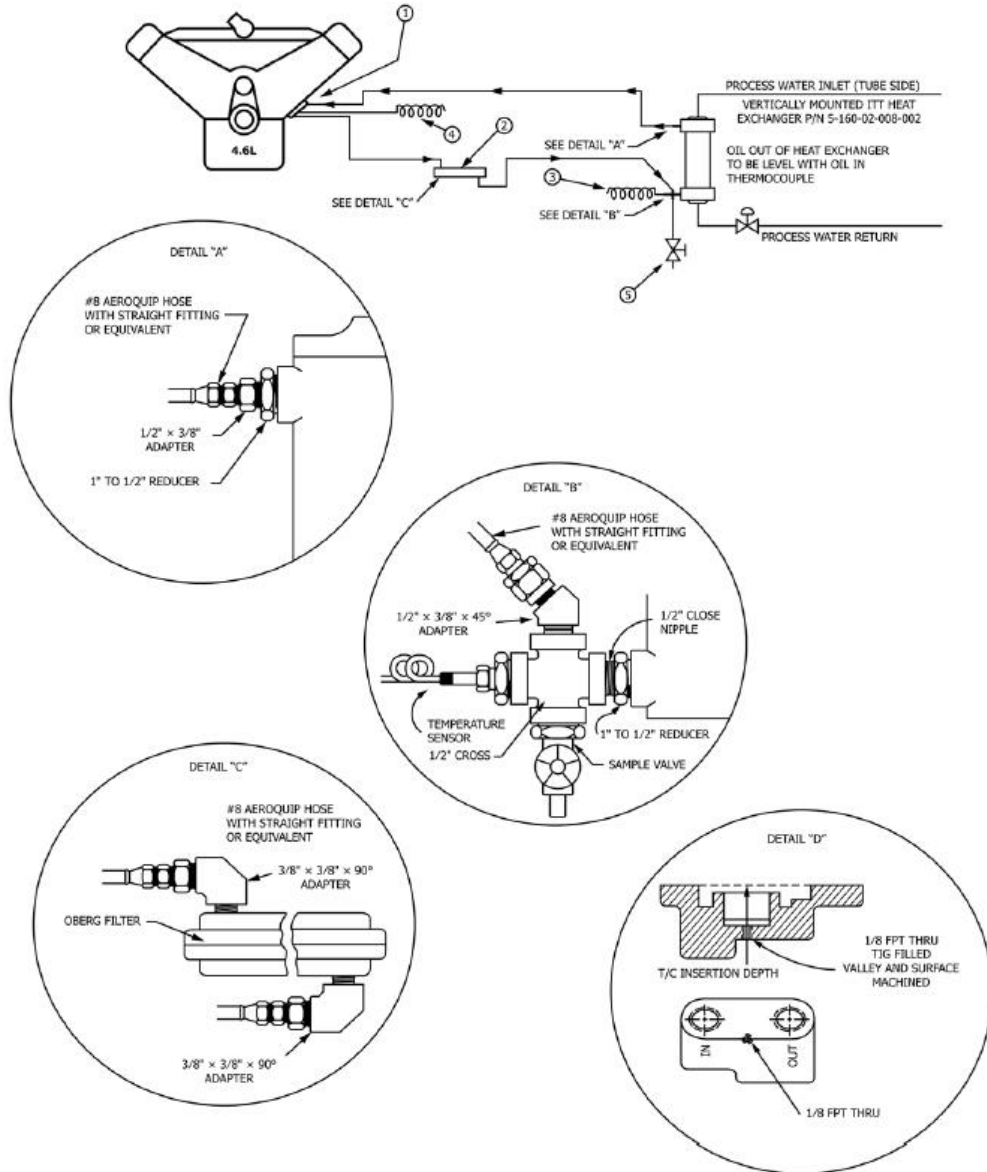 1
PROCESS WATER INLET (TUBE SIDE)
VERTICALLY MOUNTED ITT HEAT
EXCHANGER P/N 5-160-02-008-002
4
2
SEE DETAIL "A"
4.6L
OIL OUT OF HEAT EXCHANGER
TO BE LEVEL WITH OIL IN
THERMOCOUPLE
3
SEE DETAIL "C"
SEE DETAIL "B"
PROCESS WATER RETURN
5
DETAIL "A"
#8 AEROQUIP HOSE
WITH STRAIGHT FITTING
OR EQUIVALENT
1/2" × 3/8"
ADAPTER
1" TO 1/2" REDUCER
DETAIL "B"
#8 AEROQUIP HOSE
WITH STRAIGHT FITTING
OR EQUIVALENT
1/2" × 3/8" × 45°
ADAPTER
1/2" CLOSE
NIPPLE
TEMPERATURE
SENSOR
1/2" CROSS
1" TO 1/2" REDUCER
SAMPLE VALVE
DETAIL "C"
#8 AEROQUIP HOSE
WITH STRAIGHT FITTING
OR EQUIVALENT
3/8" × 3/8" × 90°
ADAPTER
OBERG FILTER
3/8" × 3/8" × 90°
ADAPTER
DETAIL "D"
1/8 FPT THRU
TIG FILLED
VALLEY AND SURFACE
MACHINED
T/C INSERTION DEPTH
IN
OUT
1/8 FPT THRU